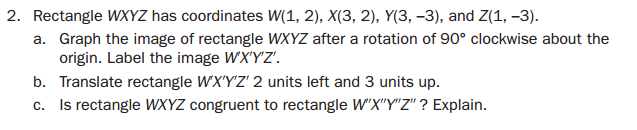 2. Rectangle WXYZ has coordinates W(1, 2), X(3, 2), Y(3, –3), and Z(1, –3).
a. Graph the image of rectangle WXYZ after a rotation of 90° clockwise about the
origin. Label the image W'X'Y'Z'.
b. Translate rectangle W'X'Y'Z' 2 units left and 3 units up.
c. Is rectangle WXYZ congruent to rectangle W"X"Y"Z" ? Explain.